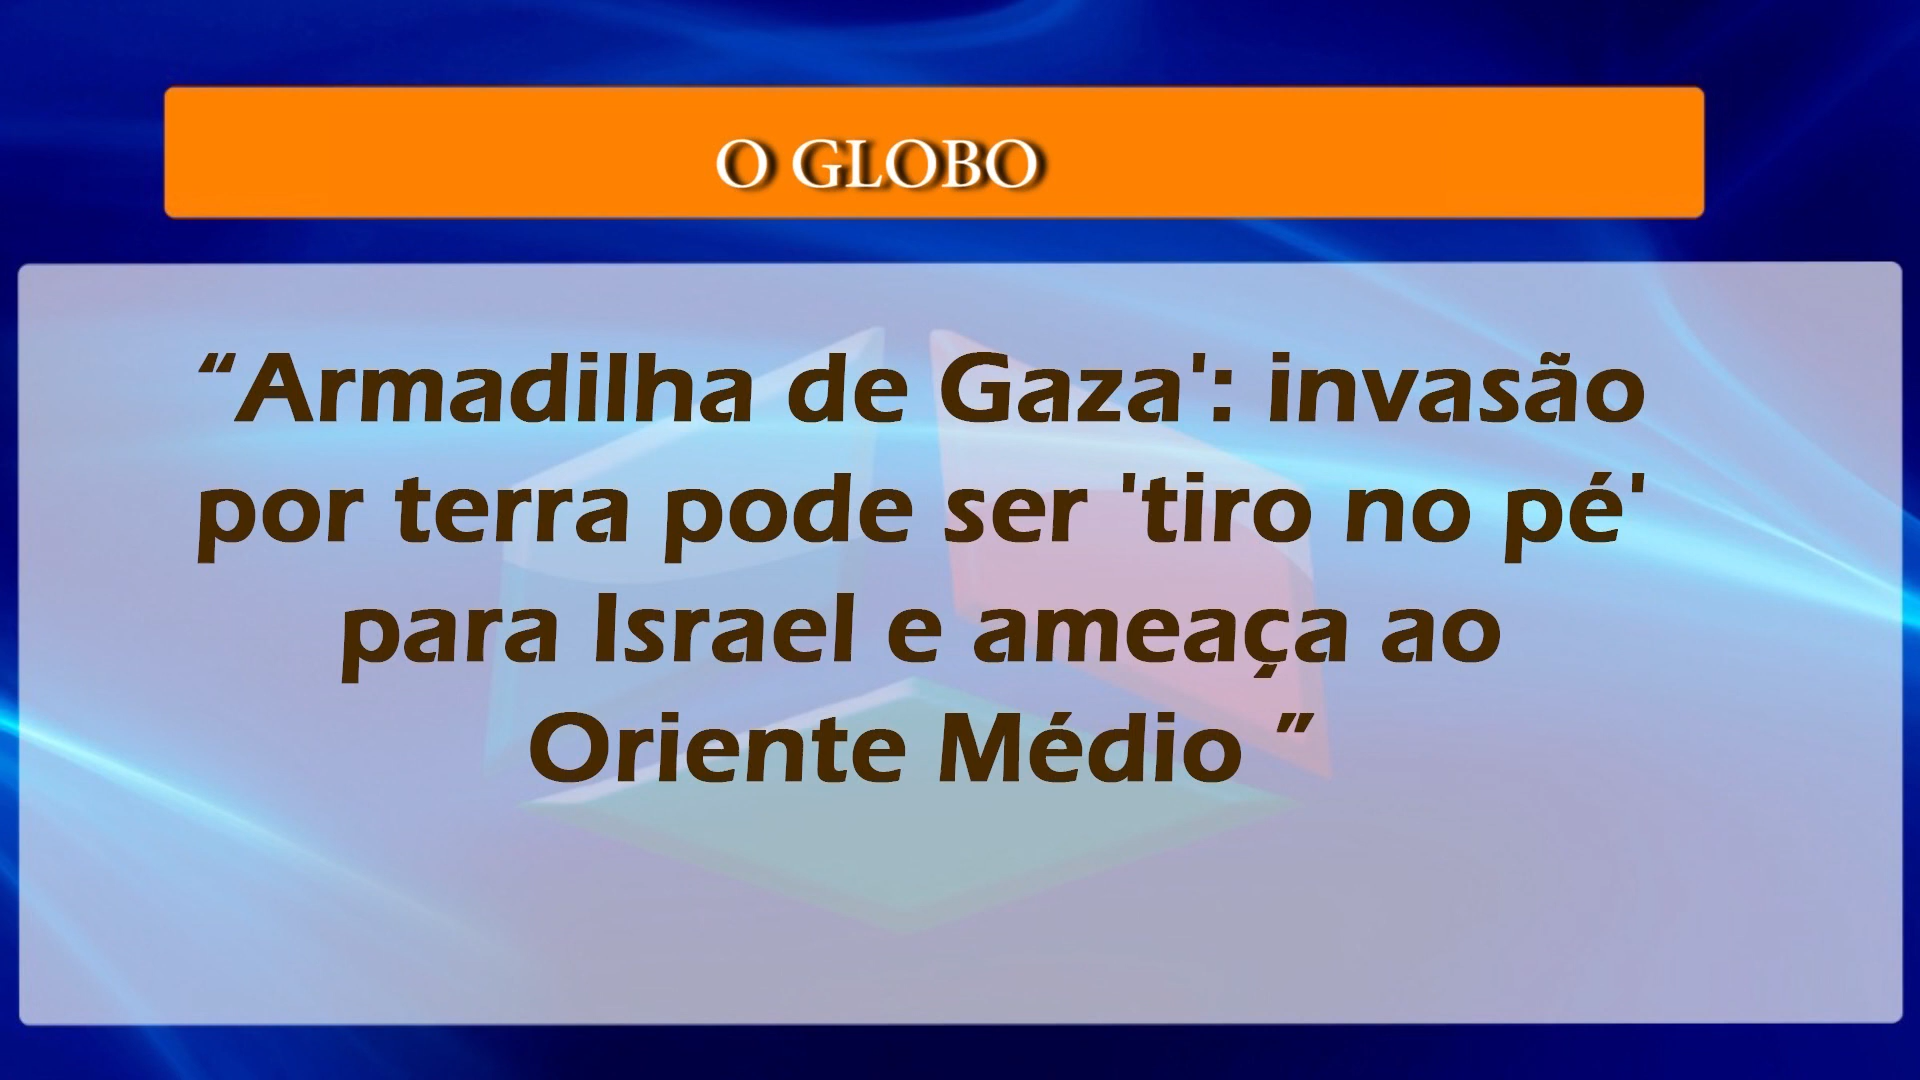 O GLOBO
“Armadilha de Gaza': invasão
por terra pode ser 'tiro no pé'
para Israel e ameaça ao
Oriente Médio ”